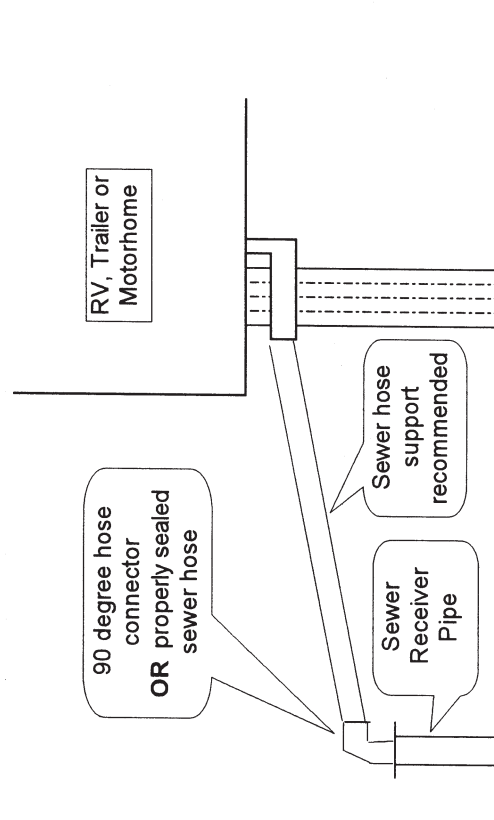 RV, Trailer or
Motorhome
90 degree hose
connector
OR properly sealed
sewer hose
Sewer hose
support
recommended
Sewer
Receiver
Pipe